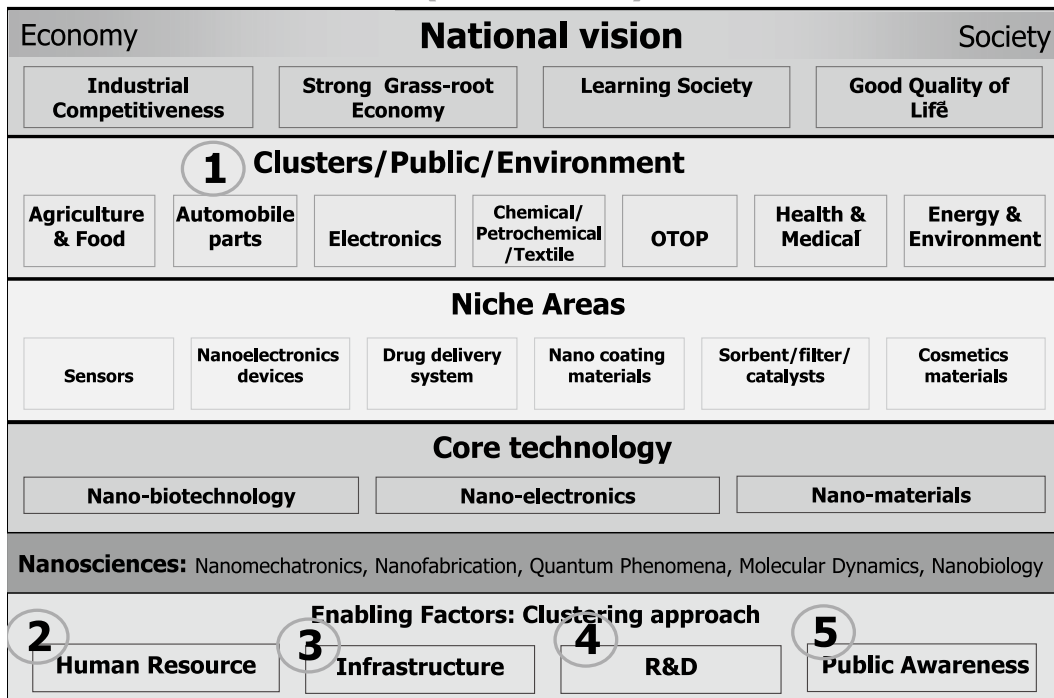 Economy National vision Society
Industrial Competitiveness
Strong Grass-root Economy
Learning Society
Good Quality of Life
1 Clusters/Public/Environment
Agriculture & Food
Automobile parts
Electronics
Chemical/
Petrochemical
/Textile
OTOP
Health & Medical
Energy & Environment
Niche Areas
Sensors
Nanoelectronics devices
Drug delivery system
Nano coating materials
Sorbent/filter/ catalysts
Cosmetics materials
Core technology
Nano-biotechnology
Nano-electronics
Nano-materials
Nanosciences: Nanomechatronics, Nanofabrication, Quantum Phenomena, Molecular Dynamics, Nanobiology
Enabling Factors: Clustering approach
2 Human Resource
3 Infrastructure
4 R&D
5 Public Awareness